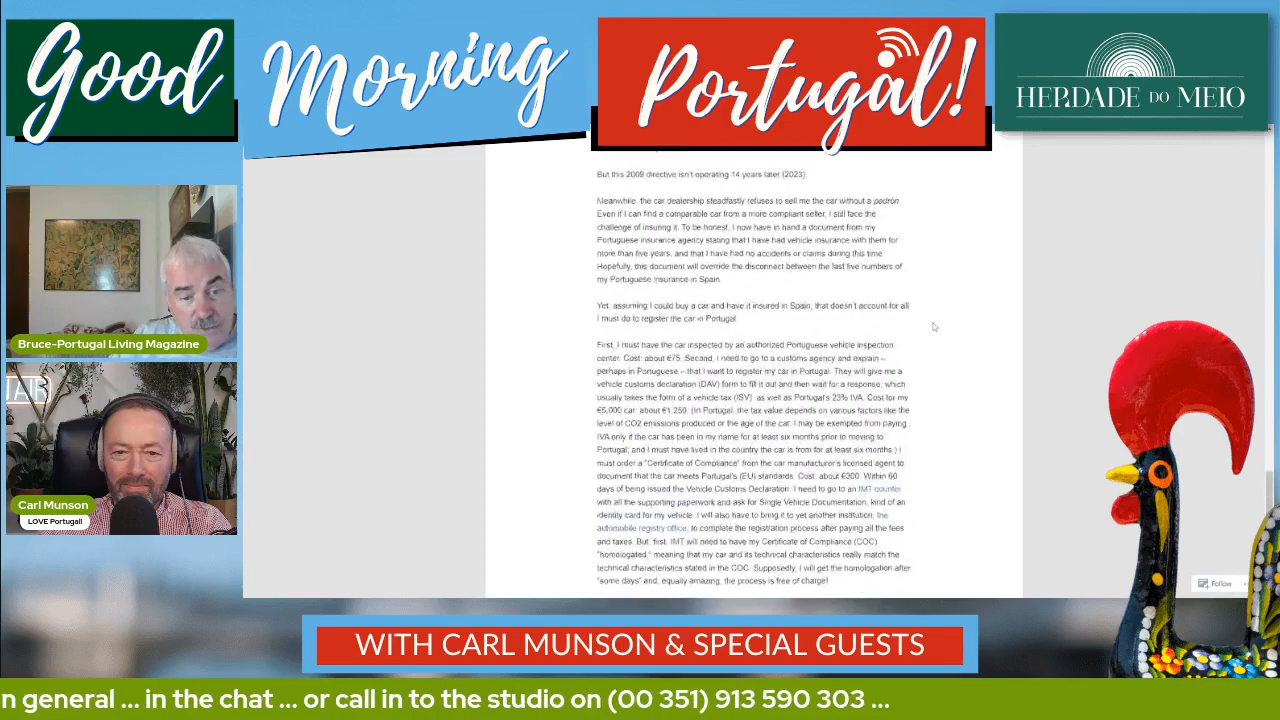 Good
Morning
Portugal!
HERDADE DO MEIO
But this 2009 directive isn't operating 14 years later (2023).
Meanwhile, the car dealership steadfastly refuses to sell me the car without a padrón
Even if I can find a comparable car from a more compliant seller, I still face the
challenge of insuring it. To be honest, I now have in hand a document from my
Portuguese insurance agency stating that I have had vehicle insurance with them for
more than five years, and that I have had no accidents or claims during this time
Hopefully, this document will override the disconnect between the last five numbers of
my Portuguese insurance in Spain.
Yet, assuming I could buy a car and have it insured in Spain, that doesn't account for all
I must do to register the car in Portugal
First, I must have the car inspected by an authorized Portuguese vehicle inspection
center. Cost: about €75. Second, I need to go to a customs agency and explain –
perhaps in Portuguese – that I want to register my car in Portugal. They will give me a
vehicle customs declaration (DAV) form to fill it out and then wait for a response, which
usually takes the form of a vehicle tax (ISV) as well as Portugal's 23% IVA. Cost for my
€5,000 car: about €1,250. (In Portugal, the tax value depends on various factors like the
level of CO2 emissions produced or the age of the car. I may be exempted from paying
IVA only if the car has been in my name for at least six months prior to moving to
Portugal; and I must have lived in the country the car is from for at least six months.) I
must order a "Certificate of Compliance" from the car manufacturer's licensed agent to
document that the car meets Portugal's (EU) standards. Cost: about €300. Within 60
days of being issued the Vehicle Customs Declaration, I need to go to an IMT counter
with all the supporting paperwork and ask for Single Vehicle Documentation, kind of an
identity card for my vehicle. I will also have to bring it to yet another institution, the
automobile registry office, to complete the registration process after paying all the fees
and taxes. But, first, IMT will need to have my Certificate of Compliance (COC)
"homologated," meaning that my car and its technical characteristics really match the
technical characteristics stated in the COC. Supposedly, I will get the homologation after
"some days" and, equally amazing, the process is free of charge!
Follow
Bruce-Portugal Living Magazine
Carl Munson
LOVE Portugal!
WITH CARL MUNSON & SPECIAL GUESTS
n general ... in the chat ... or call in to the studio on (00 351) 913 590 303 ...